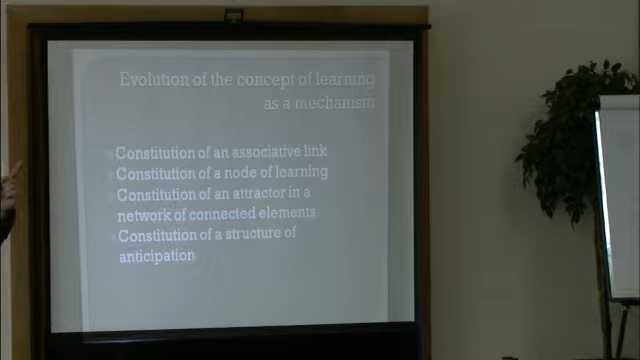 Evolution of the concept of learning
as a mechanism
Constitution of an associative link
Constitution of a node of learning
Constitution of an attractor in a
network of connected elements
Constitution of a structure of
anticipation